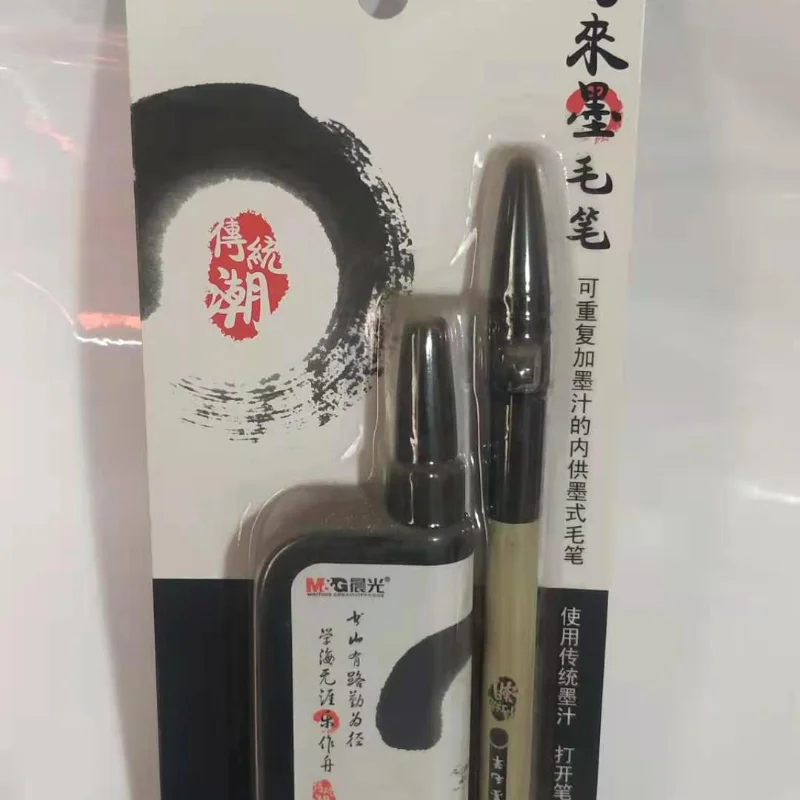 來墨毛笔
傳統
潮
可重复加墨汁的内供墨式毛笔
使用传统墨汁 打开笔
M&G晨光®
书山有路勤为径
学海无涯乐作舟